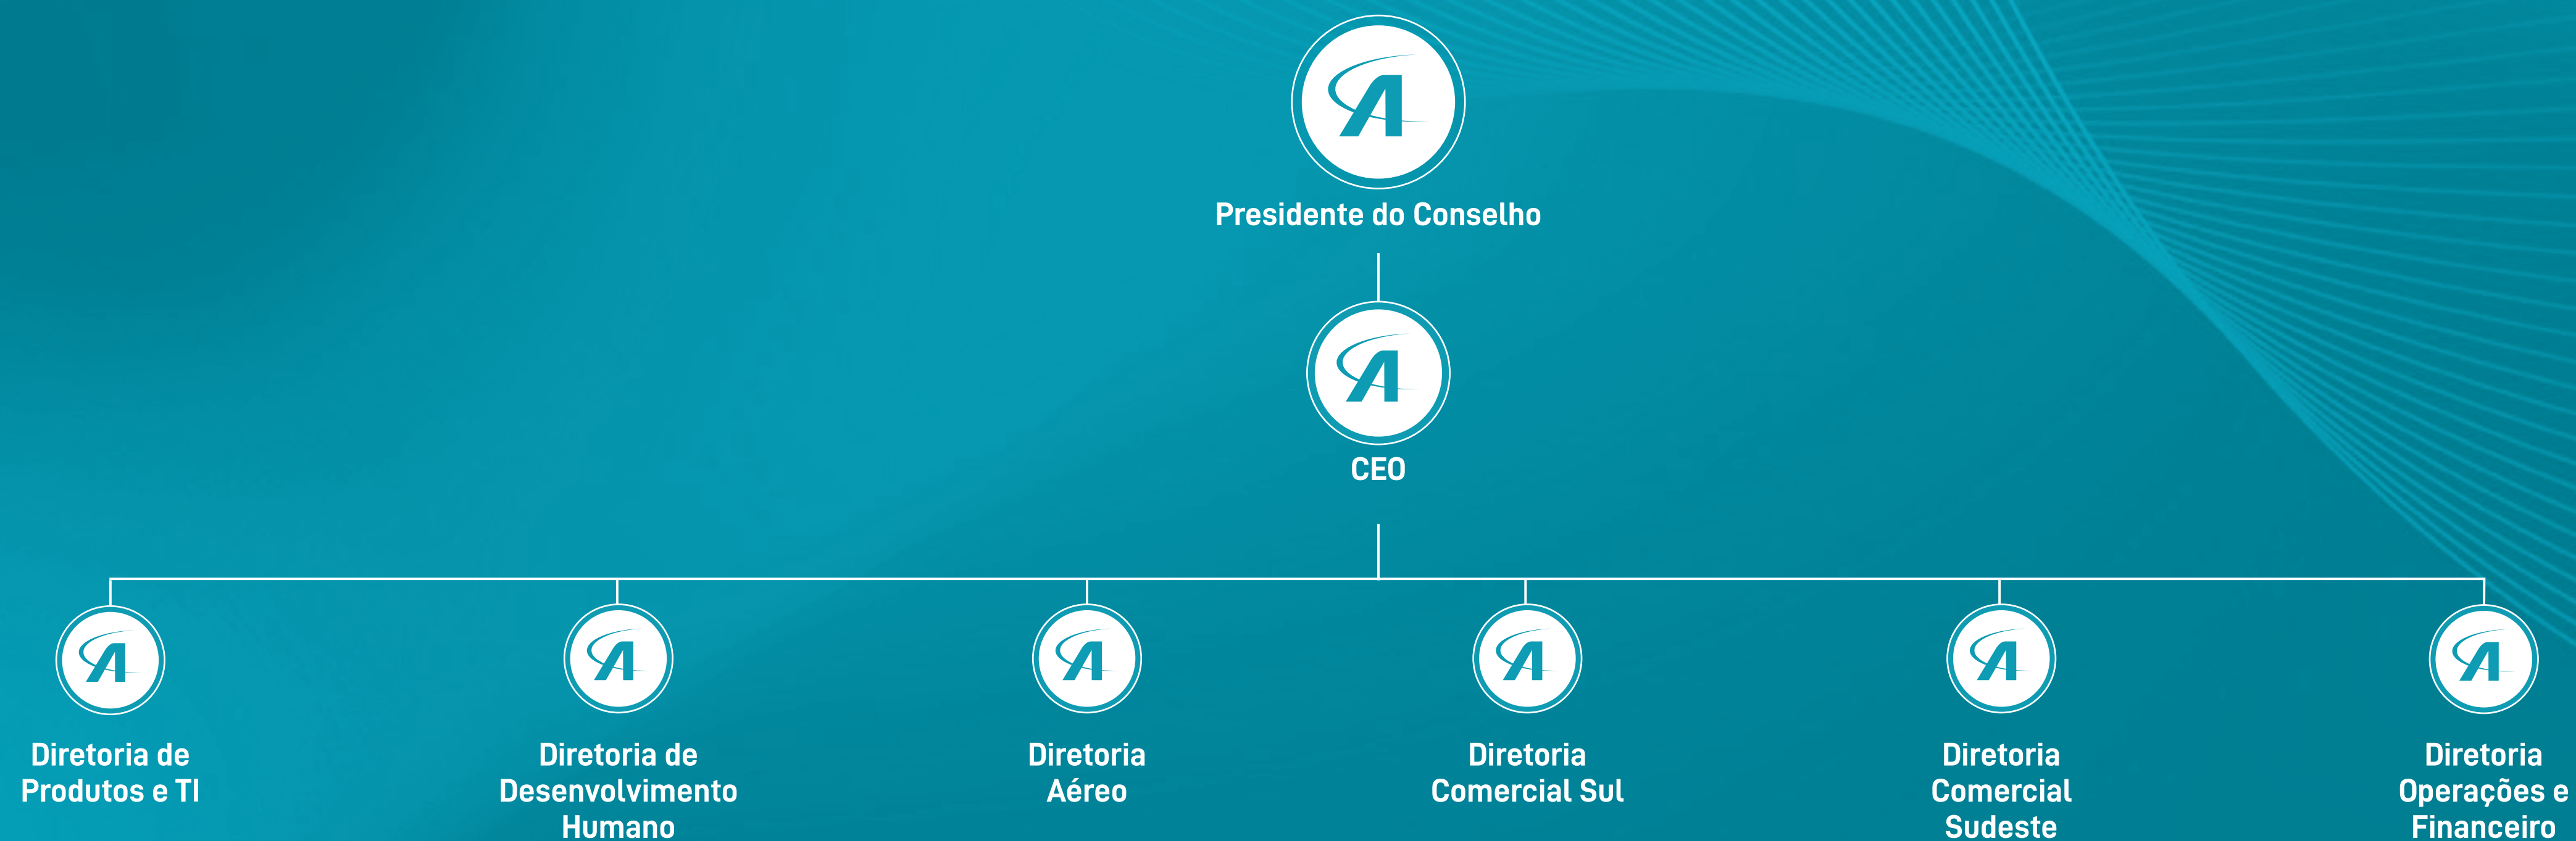 Presidente do Conselho
CEO
Diretoria de
Produtos e TI
Diretoria de
Desenvolvimento
Humano
Diretoria
Aéreo
Diretoria
Comercial Sul
Diretoria
Comercial
Sudeste
Diretoria
Operações e
Financeiro